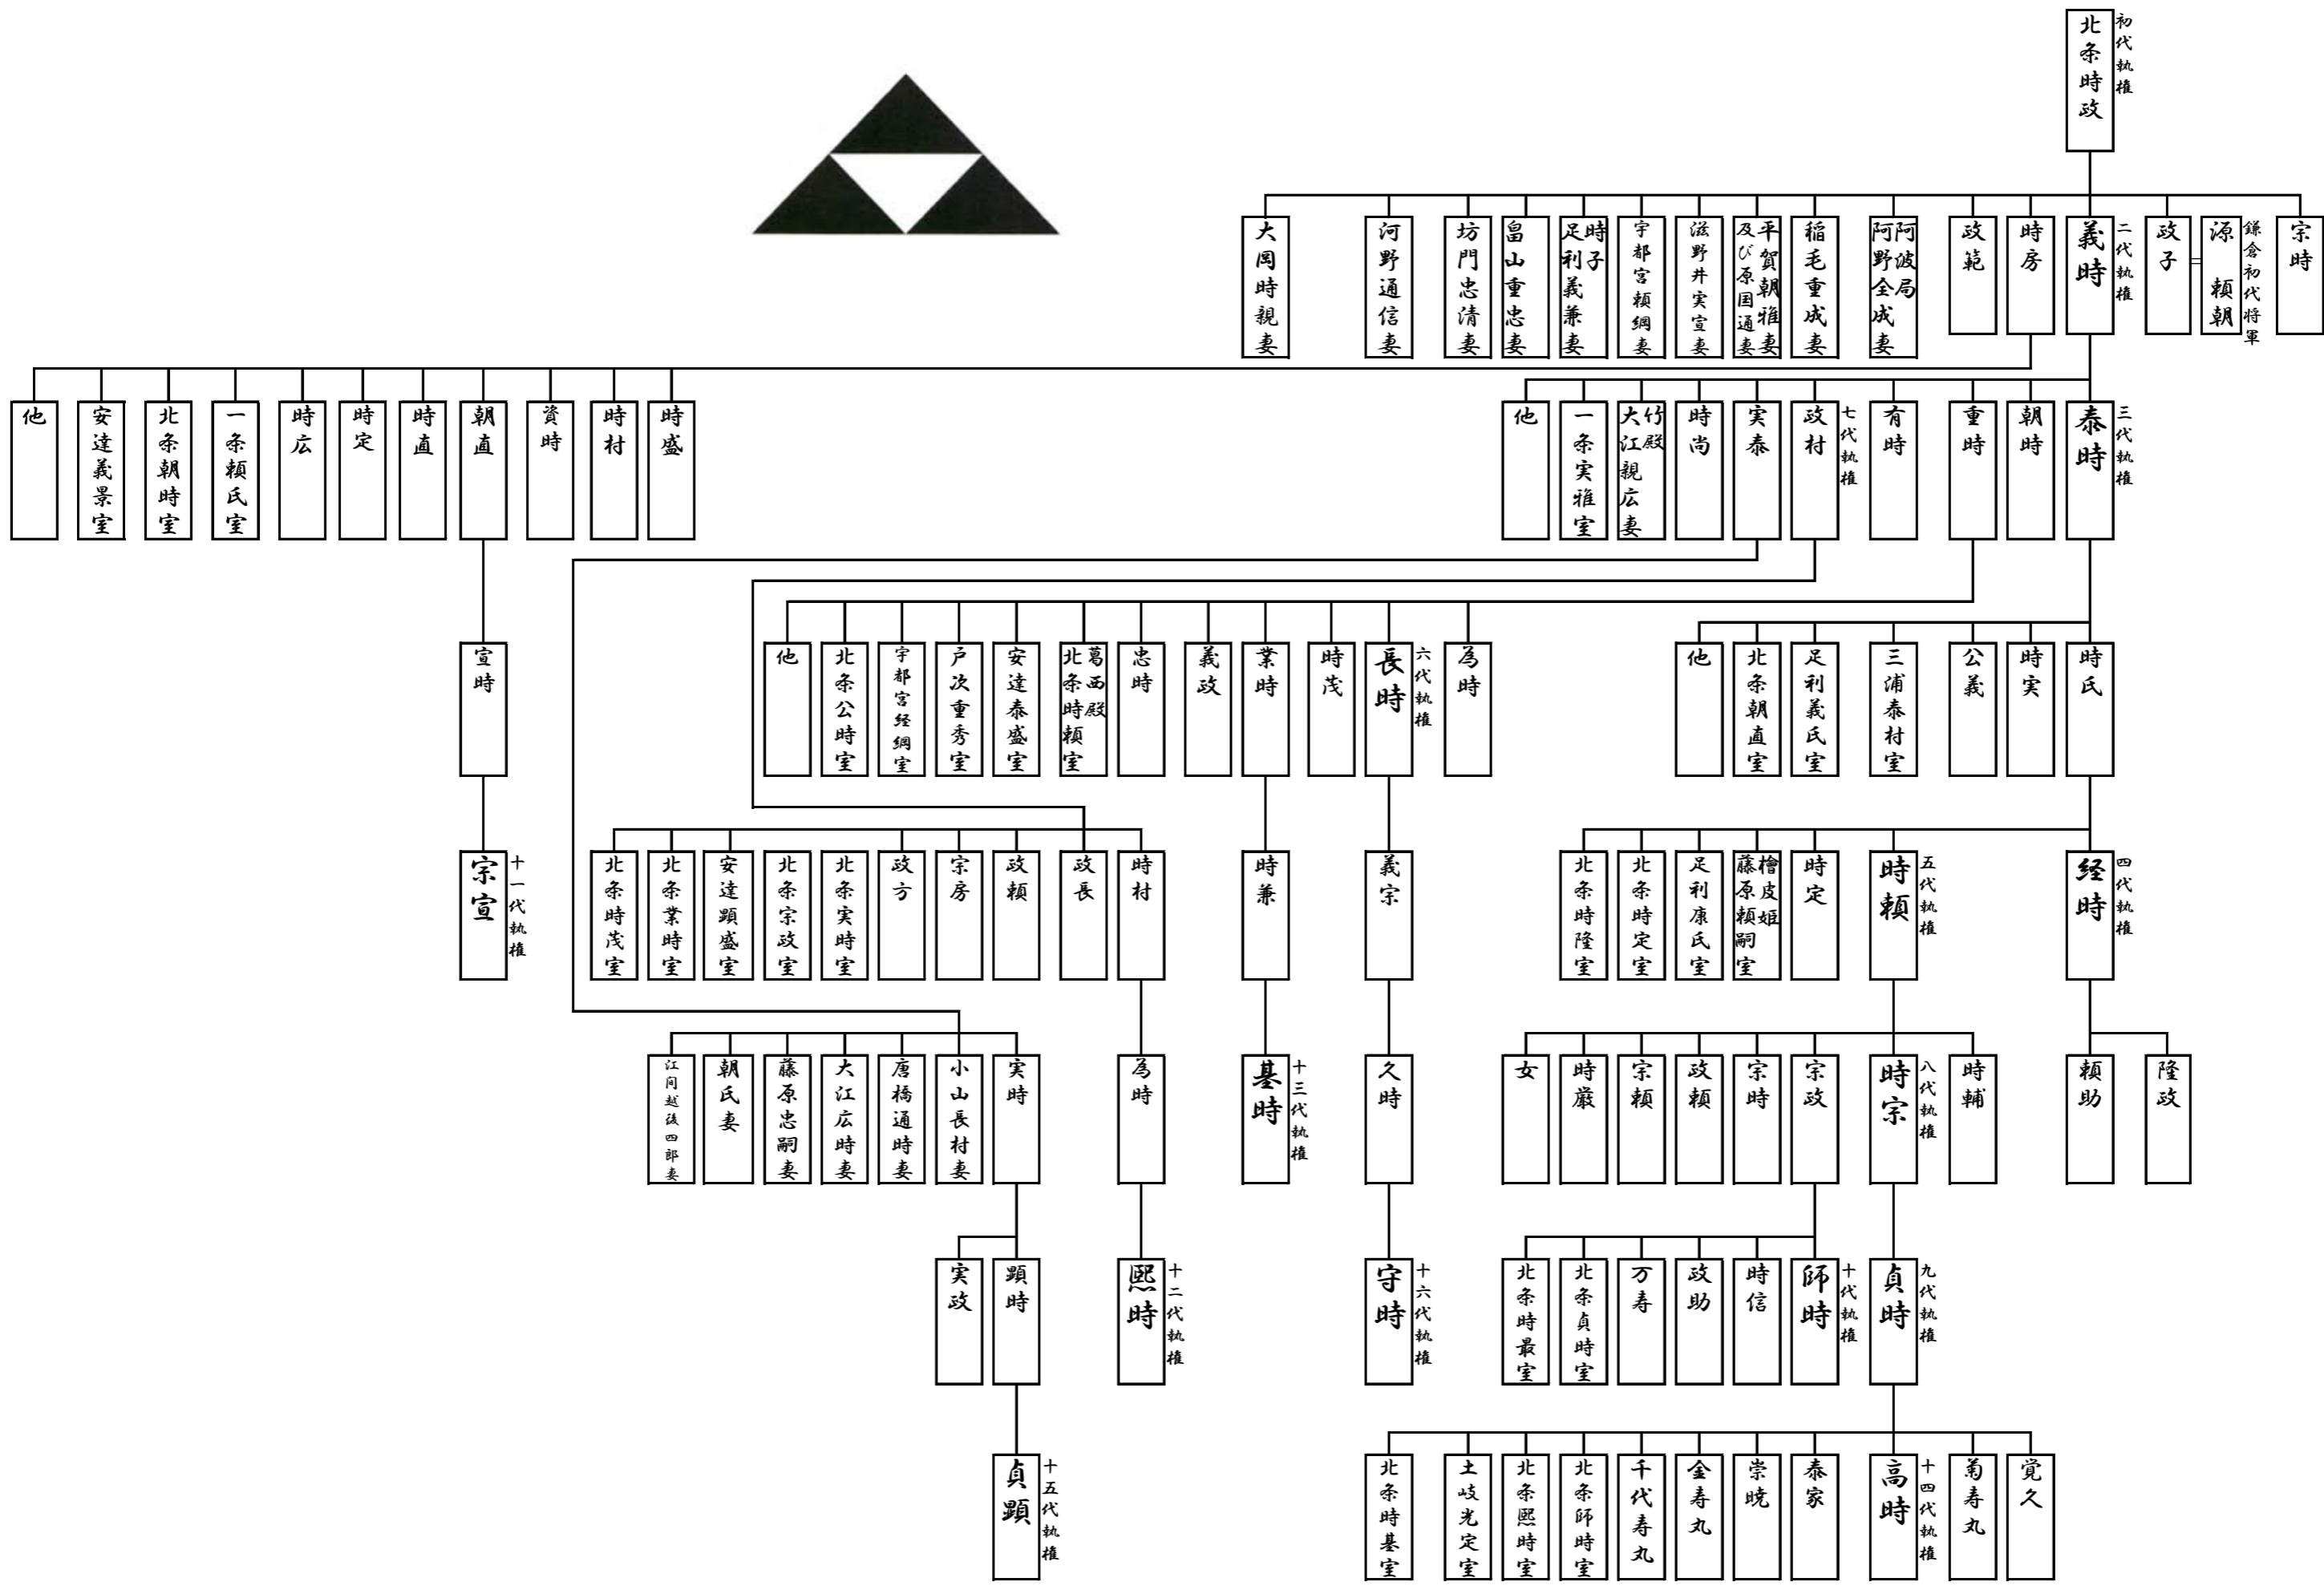 初代執権
北条時政
宗時
鎌倉初代将軍
源頼朝
政子
二代執権
義時
時房
政範
阿波局
阿野全成妻
稲毛重成妻
平賀朝雅妻
及び原国通妻
滋野井実宣妻
宇都宮頼綱妻
時子
足利義兼妻
畠山重忠妻
坊門忠清妻
河野通信妻
大岡時親妻
三代執権
泰時
朝時
重時
有時
七代執権
政村
実泰
時尚
竹殿
大江親広妻
一条実雅室
他
時盛
時村
資時
朝直
時直
時定
時広
一条頼氏室
北条朝時室
安達義景室
他
時氏
時実
公義
三浦泰村室
足利義氏室
北条朝直室
他
為時
六代執権
長時
時茂
業時
義政
忠時
葛西殿
北条時頼室
安達泰盛室
戸次重秀室
宇都宮経綱室
北条公時室
他
宣時
四代執権
経時
五代執権
時頼
時定
檜皮姫
藤原頼嗣室
足利康氏室
北条時定室
北条時隆室
義宗
時兼
時村
政長
政頼
宗房
政方
北条実時室
北条宗政室
安達顕盛室
北条業時室
北条時茂室
十一代執権
宗宣
隆政
頼助
時輔
八代執権
時宗
宗政
宗時
政頼
宗頼
時厳
女
久時
十三代執権
基時
為時
実時
小山長村妻
唐橋通時妻
大江広時妻
藤原忠嗣妻
朝氏妻
江间越後四郎妻
九代執権
貞時
十代執権
師時
時信
政助
万寿
北条貞時室
北条時最室
十六代執権
守時
十二代執権
熙時
顕時
実政
覚久
菊寿丸
十四代執権
高時
泰家
崇暁
金寿丸
千代寿丸
北条師時室
北条熙時室
土岐光定室
北条時基室
十五代執権
貞顕